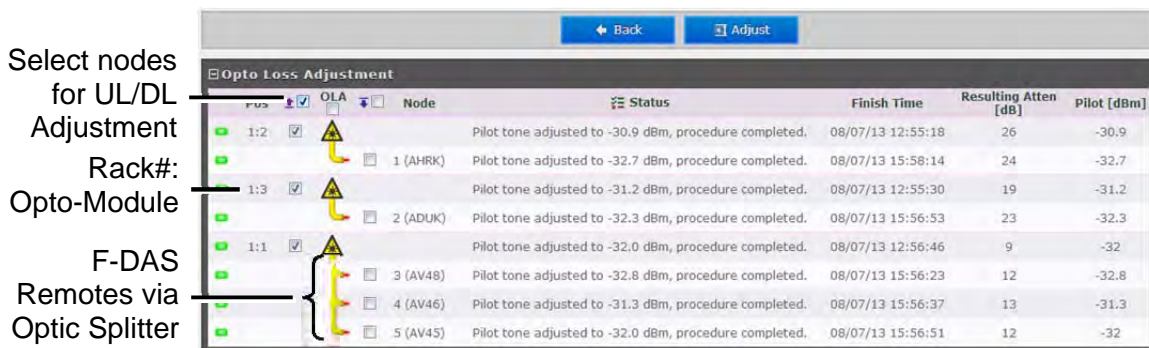 Back Adjust
Select nodes
for UL/DL
Adjustment
Rack#:
Opto-Module
F-DAS
Remotes via
Optic Splitter
Opto Loss Adjustment
Pos OLA Node Status Finish Time Resulting Atten [dB] Pilot [dBm]
1:2 Pilot tone adjusted to -30.9 dBm, procedure completed. 08/07/13 12:55:18 26 -30.9
1 (AHRK) Pilot tone adjusted to -32.7 dBm, procedure completed. 08/07/13 15:58:14 24 -32.7
1:3 Pilot tone adjusted to -31.2 dBm, procedure completed. 08/07/13 12:55:30 19 -31.2
2 (ADUK) Pilot tone adjusted to -32.3 dBm, procedure completed. 08/07/13 15:56:53 23 -32.3
1:1 Pilot tone adjusted to -32.0 dBm, procedure completed. 08/07/13 12:56:46 9 -32
3 (AV48) Pilot tone adjusted to -32.8 dBm, procedure completed. 08/07/13 15:56:23 12 -32.8
4 (AV46) Pilot tone adjusted to -31.3 dBm, procedure completed. 08/07/13 15:56:37 13 -31.3
5 (AV45) Pilot tone adjusted to -32.0 dBm, procedure completed. 08/07/13 15:56:51 12 -32